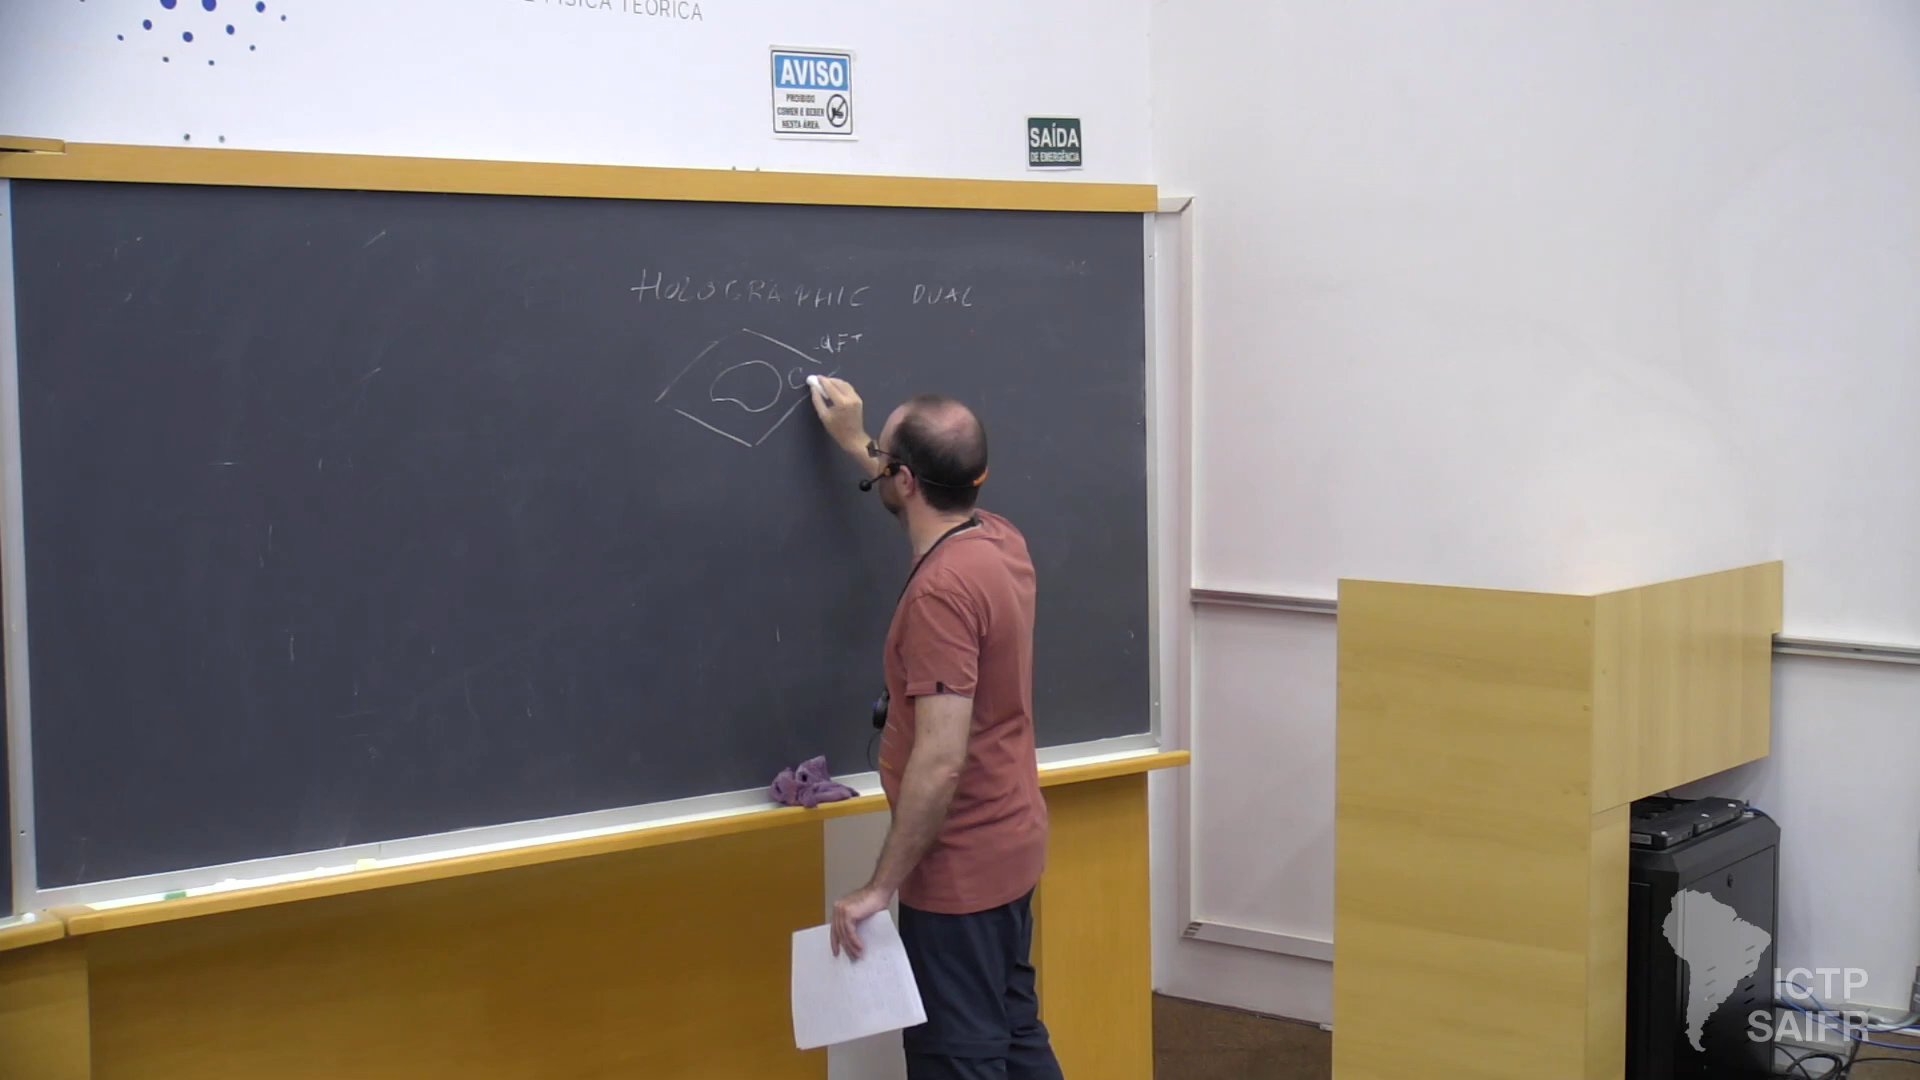 E FÍSICA TEÓRICA
AVISO
PROIBIDO
COMER E BEBER
NESTA ÁREA
SAÍDA
DE EMERGÊNCIA
HOLOGRAPHIC DUAL
QFT
C
ICTP
SAIFR